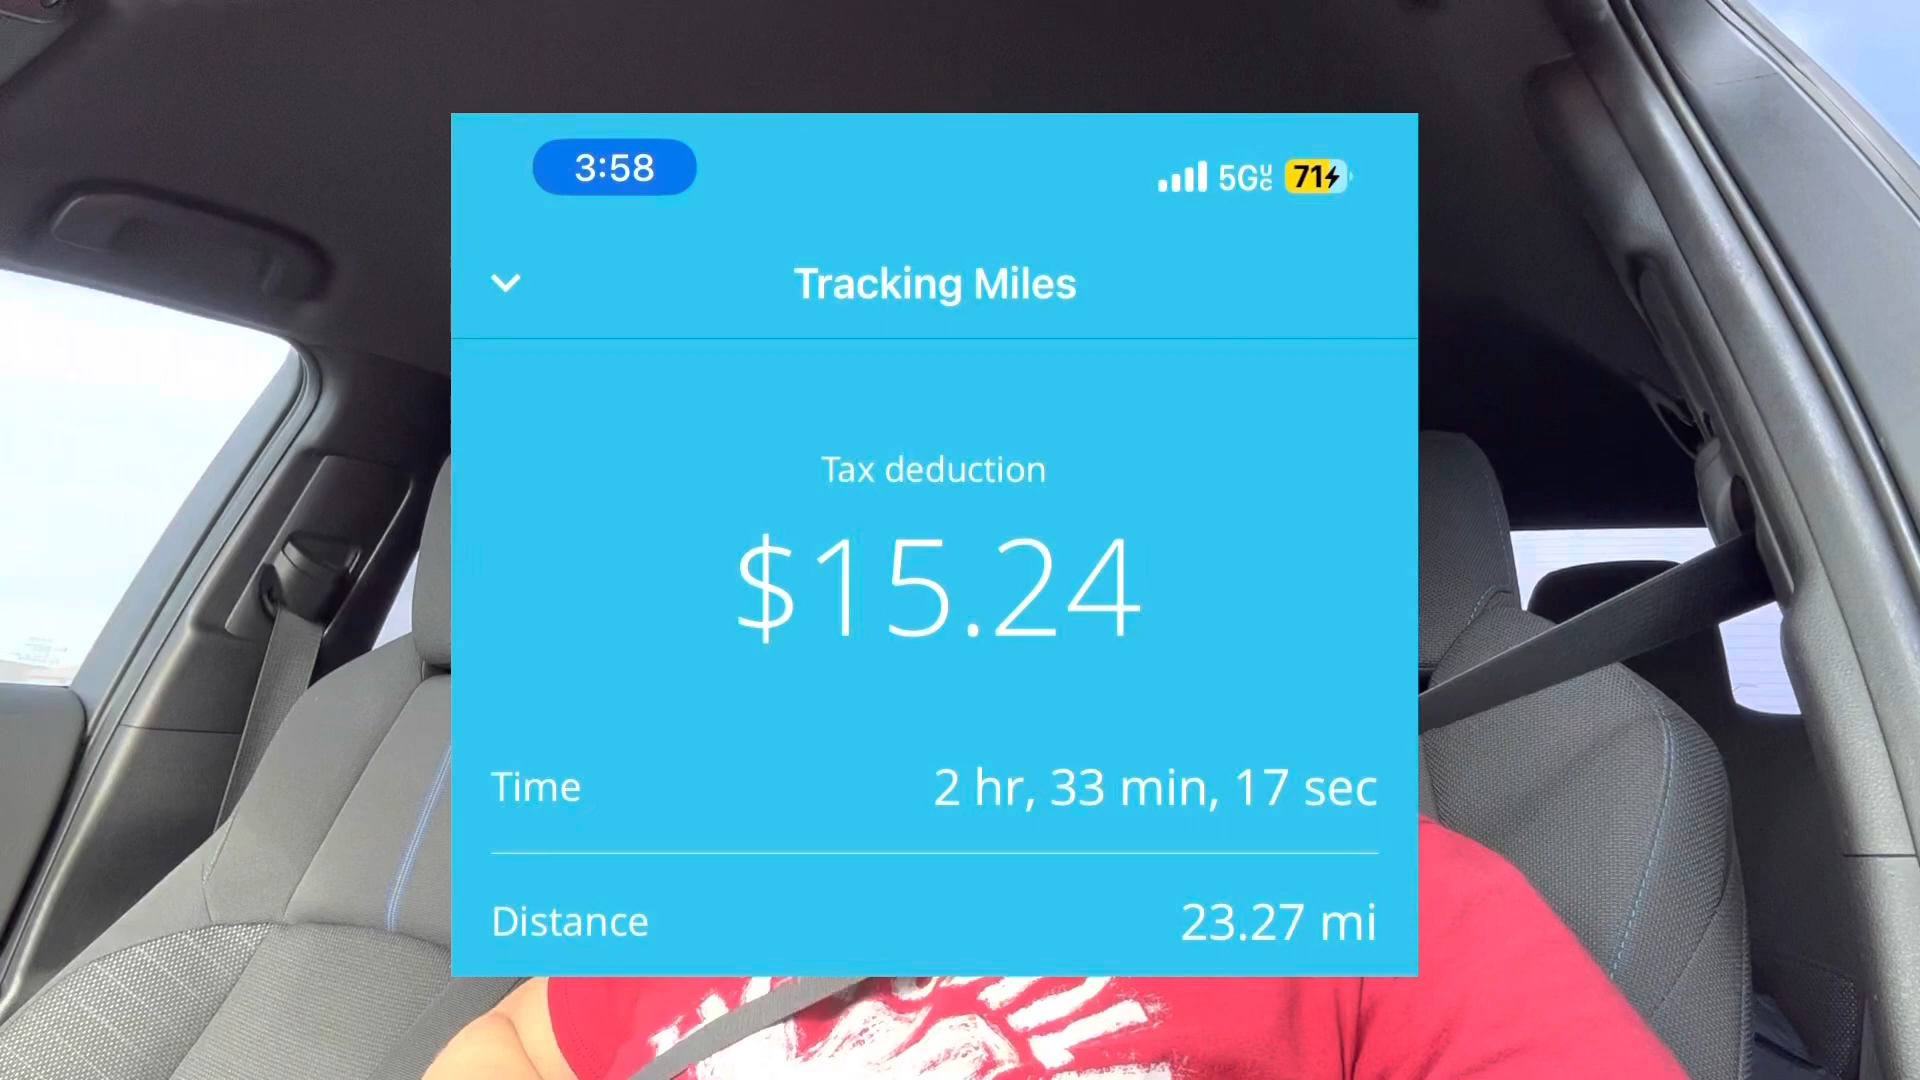 3:58
5GUC 71
Tracking Miles
Tax deduction
$15.24
Time 2 hr, 33 min, 17 sec
Distance 23.27 mi